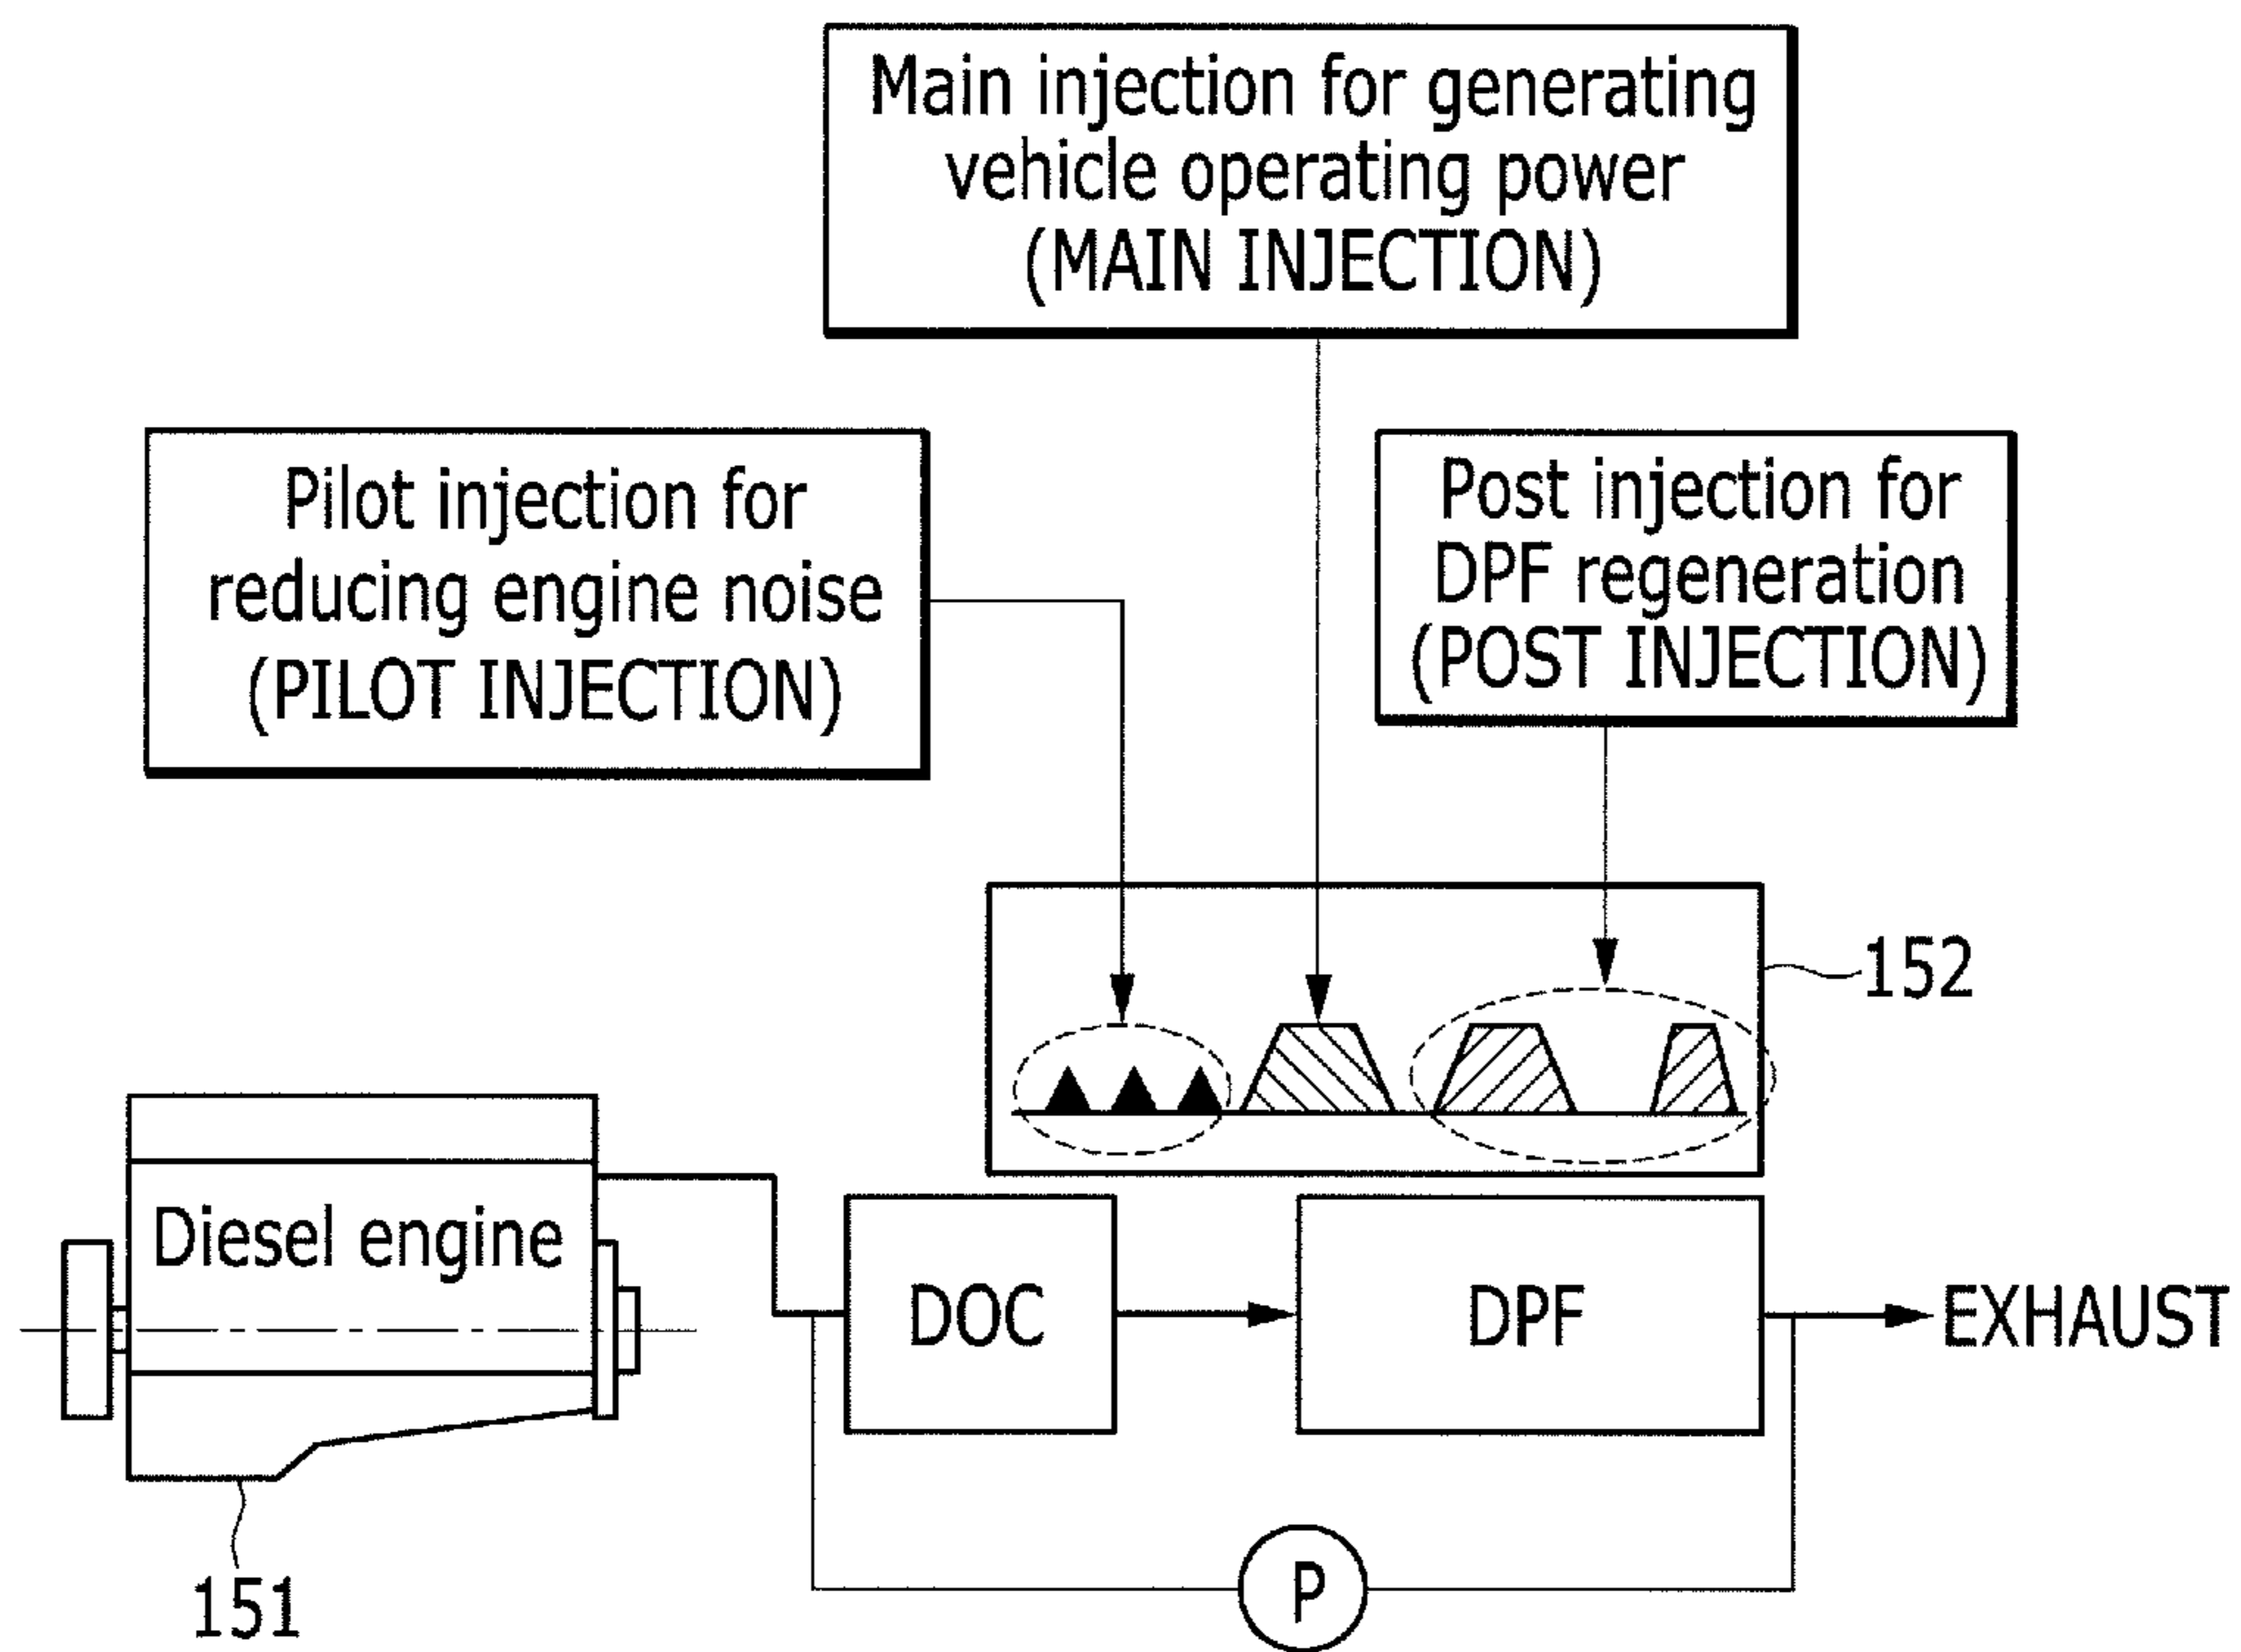 Main injection for generating
vehicle operating power
(MAIN INJECTION)
Pilot injection for
reducing engine noise
(PILOT INJECTION)
Post injection for
DPF regeneration
(POST INJECTION)
152
Diesel engine
DOC
DPF
EXHAUST
P
151